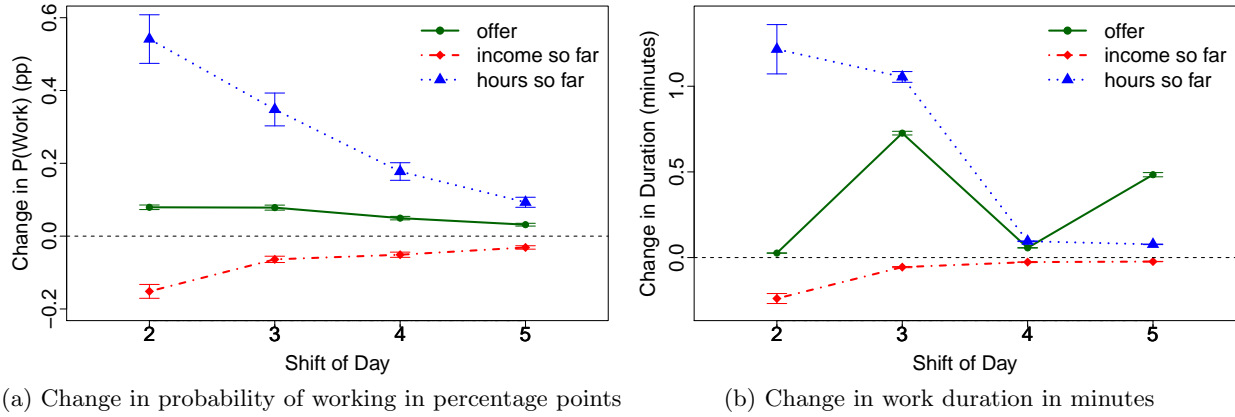 Change in P(Work) (pp)
0.6
0.4
0.2
0.0
−0.2
offer
income so far
hours so far
2 3 4 5
Shift of Day
(a) Change in probability of working in percentage points
Change in Duration (minutes)
1.0
0.5
0.0
offer
income so far
hours so far
2 3 4 5
Shift of Day
(b) Change in work duration in minutes